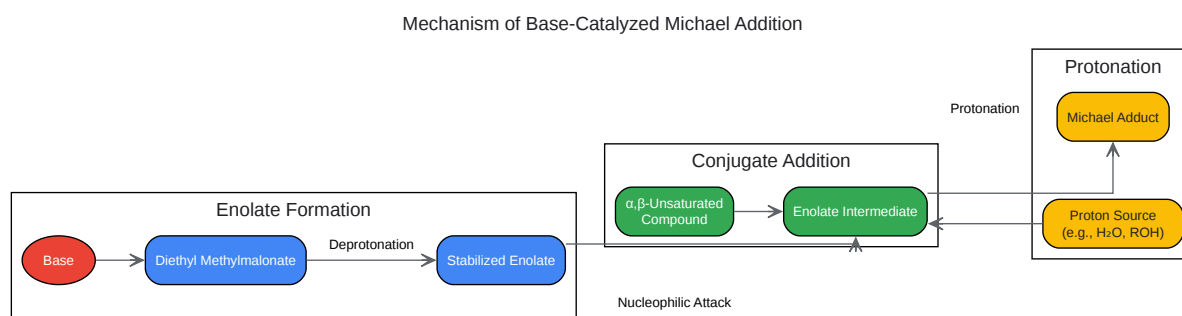 Mechanism of Base-Catalyzed Michael Addition
Enolate Formation
Base
Diethyl Methylmalonate
Deprotonation
Stabilized Enolate
Nucleophilic Attack
Conjugate Addition
α,β-Unsaturated
Compound
Enolate Intermediate
Protonation
Protonation
Michael Adduct
Proton Source
(e.g., H₂O, ROH)